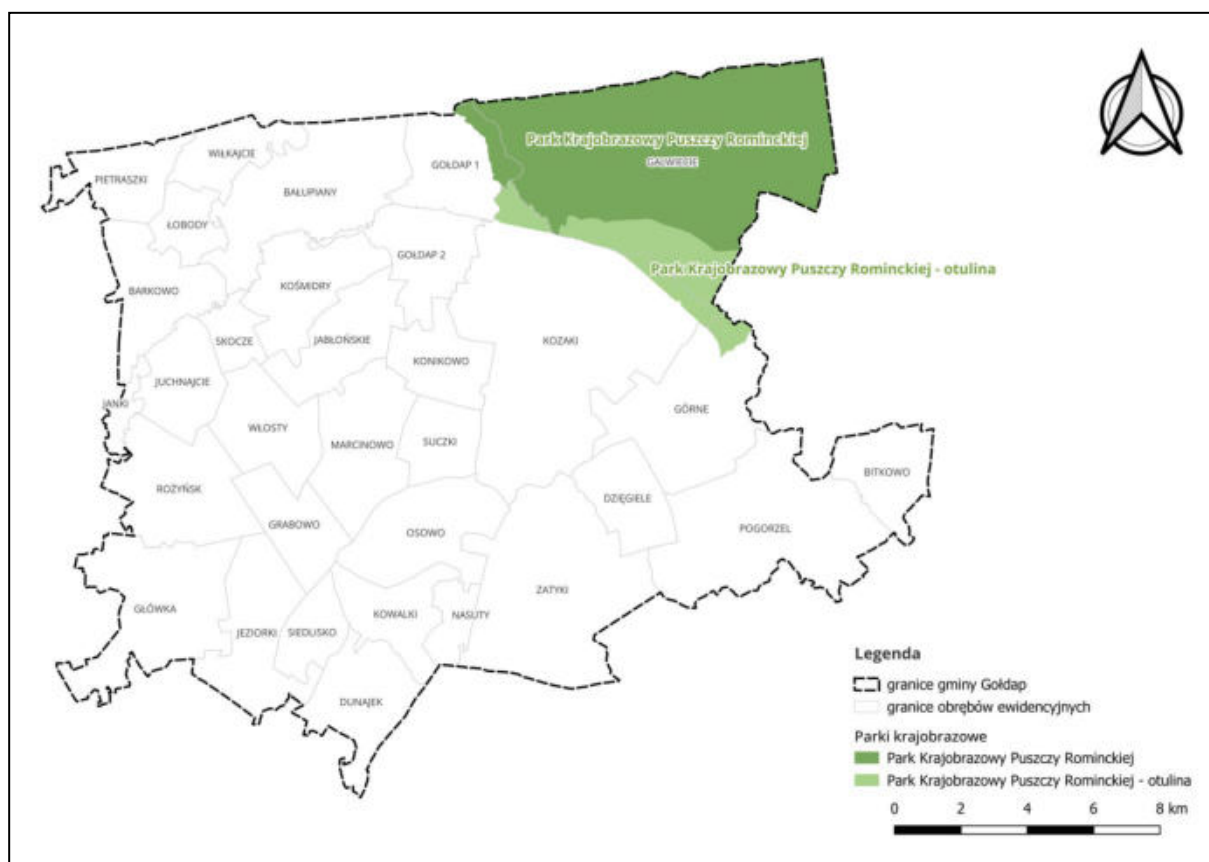 Park Krajobrazowy Puszczy Rominckiej
GALWIECIE
WIŁKAJCIE
GOŁDAP 1
PIETRASZKI
BAŁUPIANY
ŁOBODY
GOŁDAP 2
Park Krajobrazowy Puszczy Rominckiej - otulina
BARKOWO
KOŚMIDRY
SKOCZE
JABŁOŃSKIE
KOZAKI
KONIKOWO
JUCHNAJCIE
JANKI
GÓRNE
WŁOSTY
MARCINOWO
SUCZKI
BITKOWO
ROŻYŃSK
DZIĘGIELE
GRABOWO
POGORZEL
OSOWO
ZATYKI
GŁÓWKA
KOWALKI
NASUTY
JEZIORKI
SIEDLISKO
DUNAJEK
Legenda
granice gminy Gołdap
granice obrębów ewidencyjnych
Parki krajobrazowe
Park Krajobrazowy Puszczy Rominckiej
Park Krajobrazowy Puszczy Rominckiej - otulina
0 2 4 6 8 km